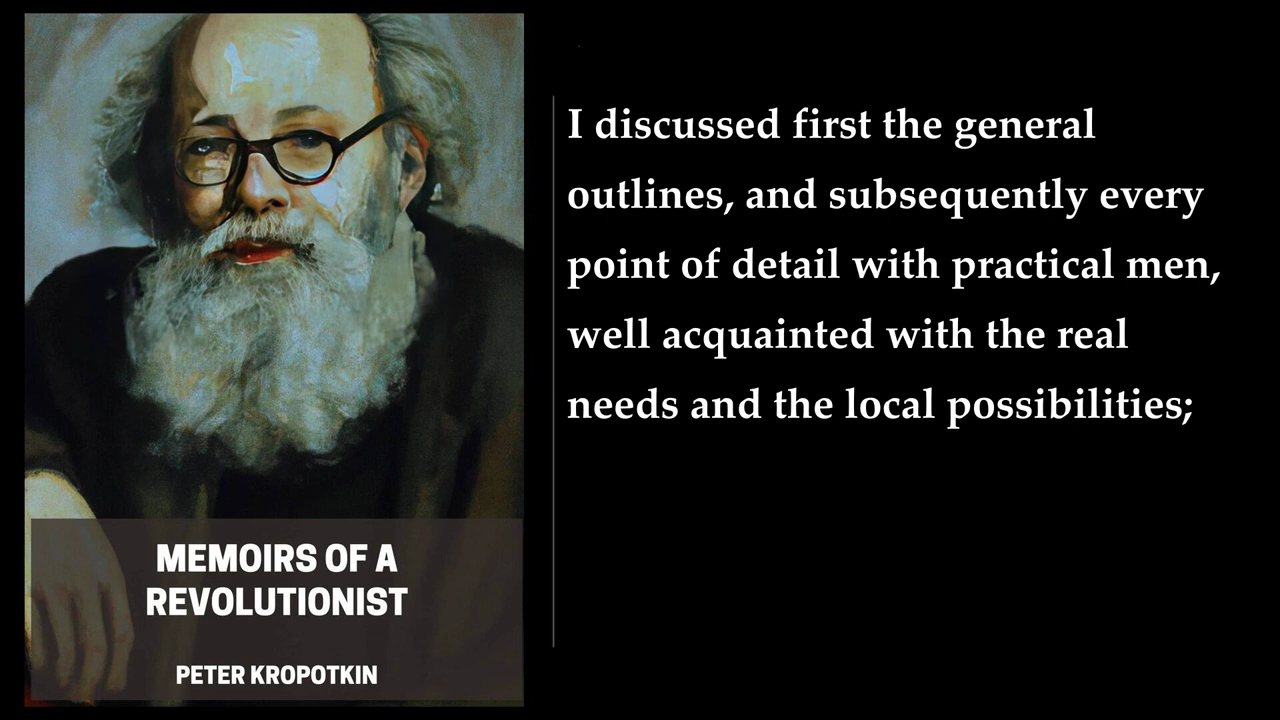 MEMOIRS OF A
REVOLUTIONIST
PETER KROPOTKIN
I discussed first the general
outlines, and subsequently every
point of detail with practical men,
well acquainted with the real
needs and the local possibilities;